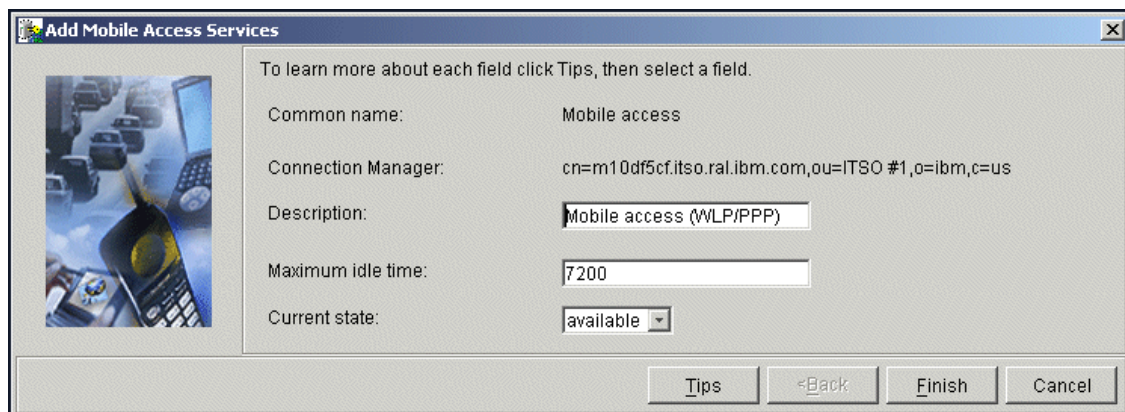 Add Mobile Access Services
To learn more about each field click Tips, then select a field.
Common name: Mobile access
Connection Manager: cn=m10df5cf.itso.ral.ibm.com,ou=ITSO #1,o=ibm,c=us
Description: Mobile access (WLP/PPP)
Maximum idle time: 7200
Current state: available
Tips <Back Finish Cancel